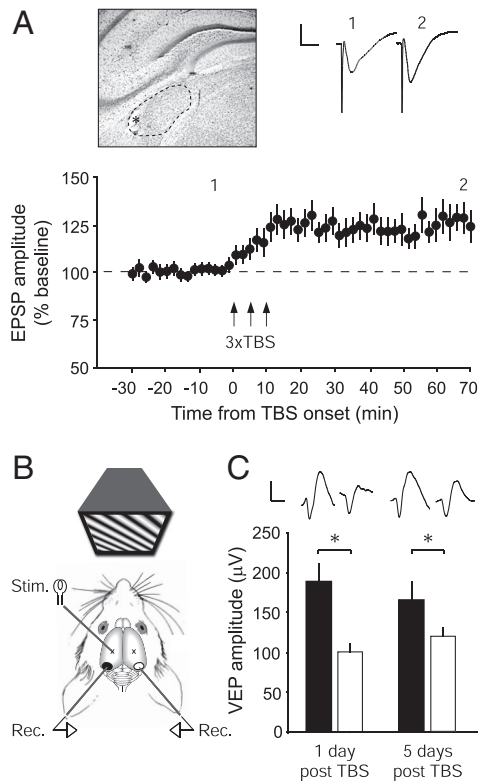 A
1 2
*
1 2
150
125
100
75
50
EPSP amplitude
(% baseline)
3xTBS
-30 -20 -10 0 10 20 30 40 50 60 70
Time from TBS onset (min)
B
Stim.
x x
Rec. Rec.
C
* *
250
200
150
100
50
0
VEP amplitude (µV)
1 day 5 days
post TBS post TBS